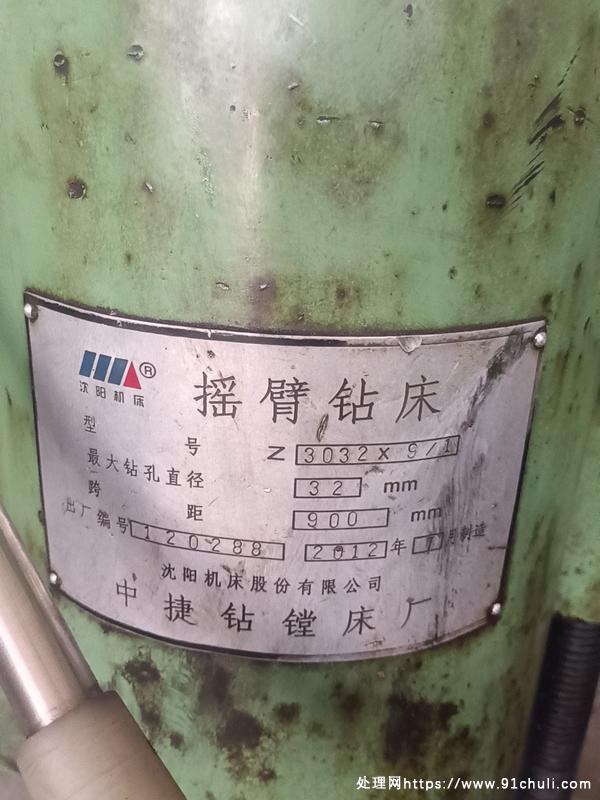 沈阳机床 ®
摇臂钻床
型号 Z 3032x 9/1
最大钻孔直径 32 mm
跨距 900 mm
出厂编号 120288 2012 年 月制造
沈阳机床股份有限公司
中捷钻镗床厂
处理网https://www.91chuli.com